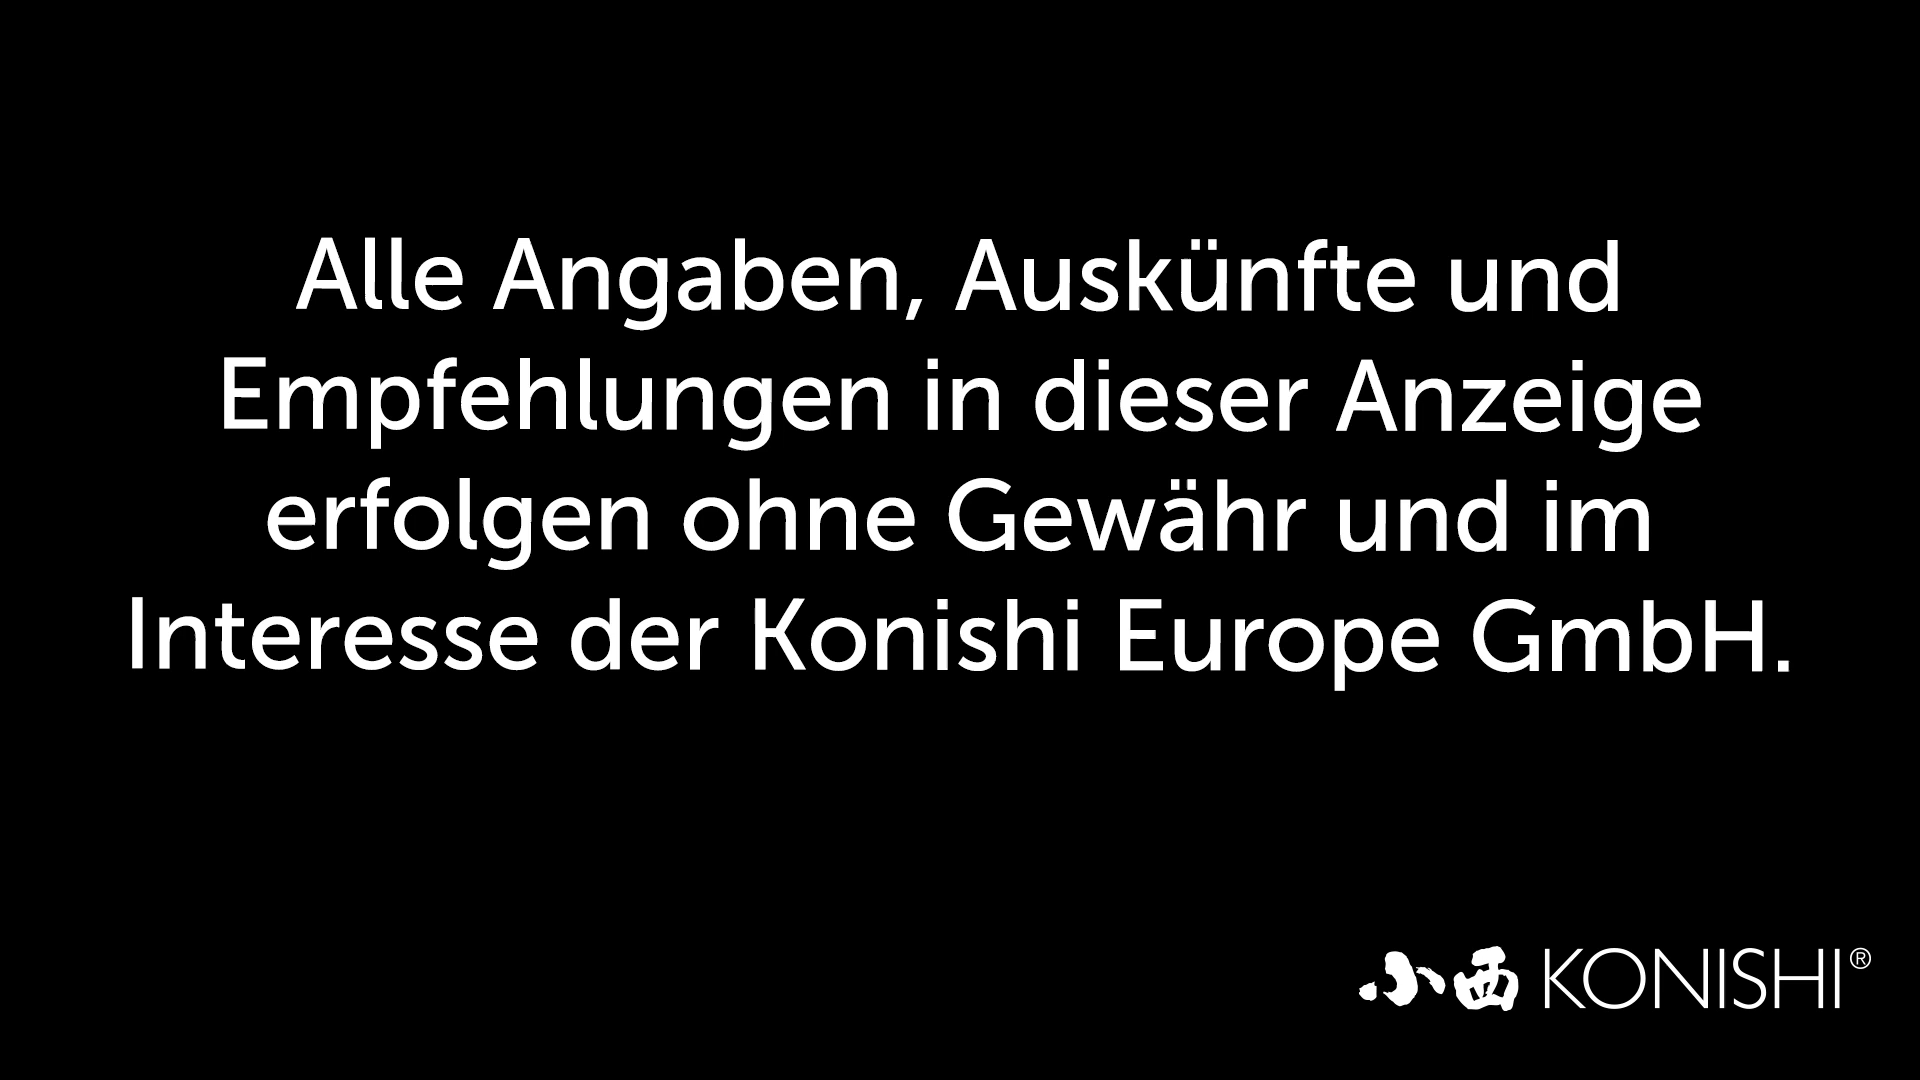 Alle Angaben, Auskünfte und
Empfehlungen in dieser Anzeige
erfolgen ohne Gewähr und im
Interesse der Konishi Europe GmbH.
小西 KONISHI®